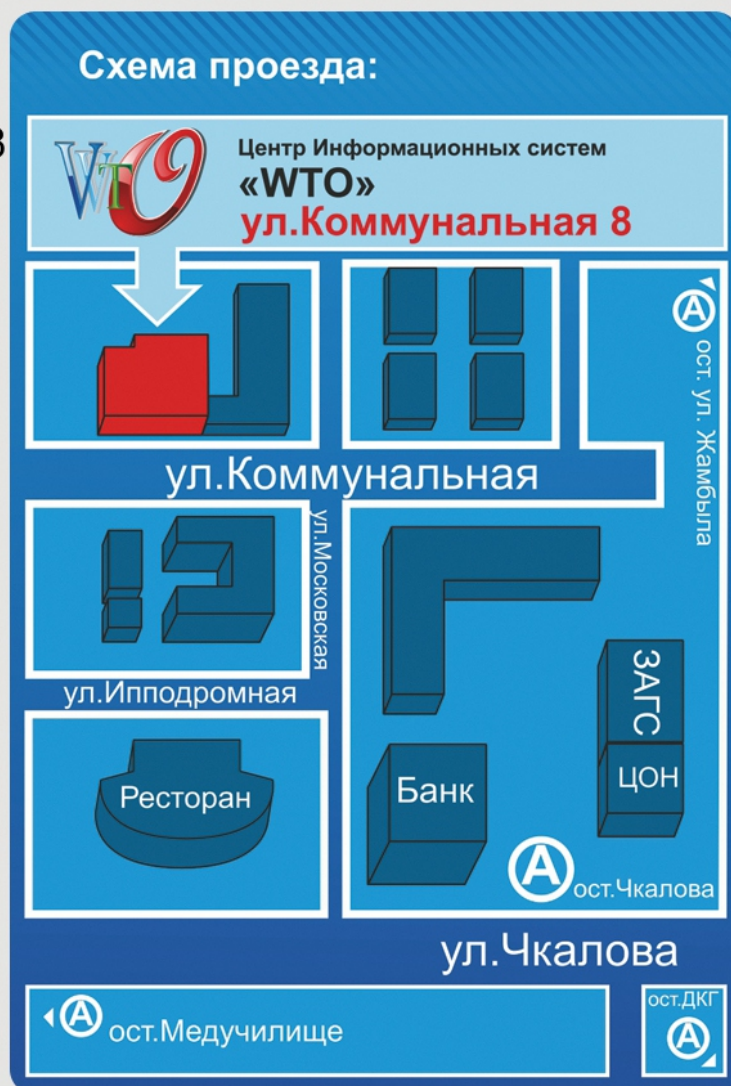 Схема проезда:
WTO
Центр Информационных систем
«WTO»
ул.Коммунальная 8
А
ост. ул. Жамбыла
ул.Коммунальная
ул.Московская
ул.Ипподромная
ЗАГС
ЦОН
Ресторан
Банк
А
ост.Чкалова
ул.Чкалова
А
ост.Медучилище
ост.ДКГ
А